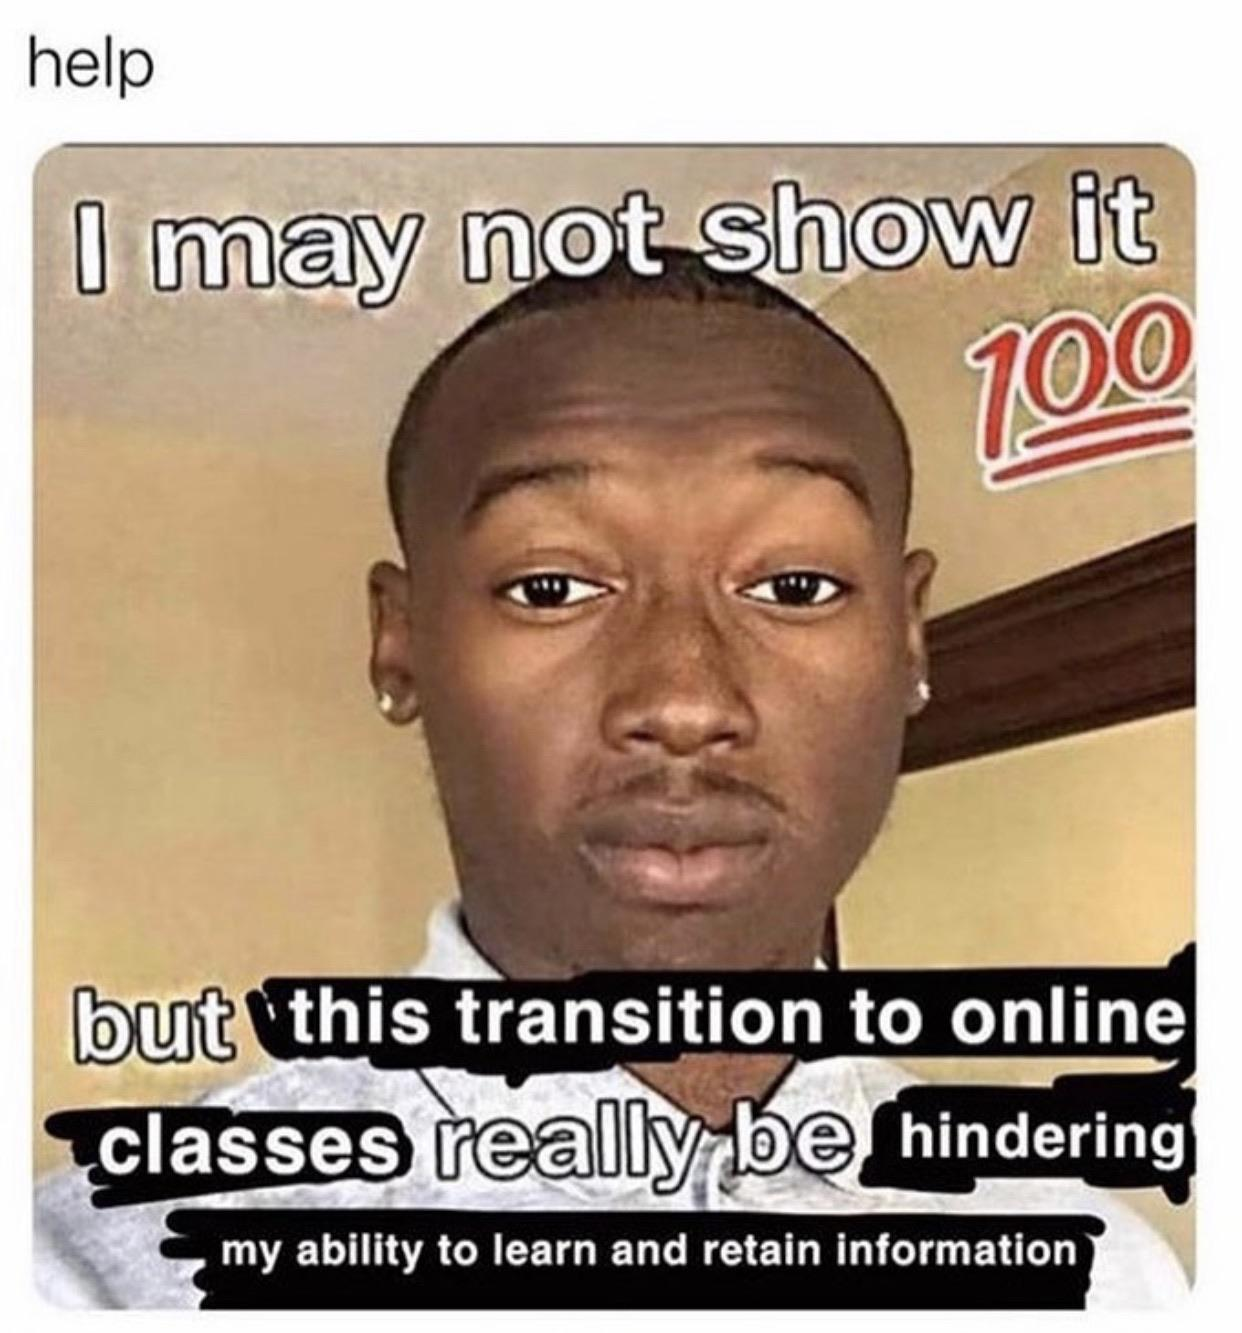 help
I may not show it
100
but this transition to online
classes really be hindering
my ability to learn and retain information